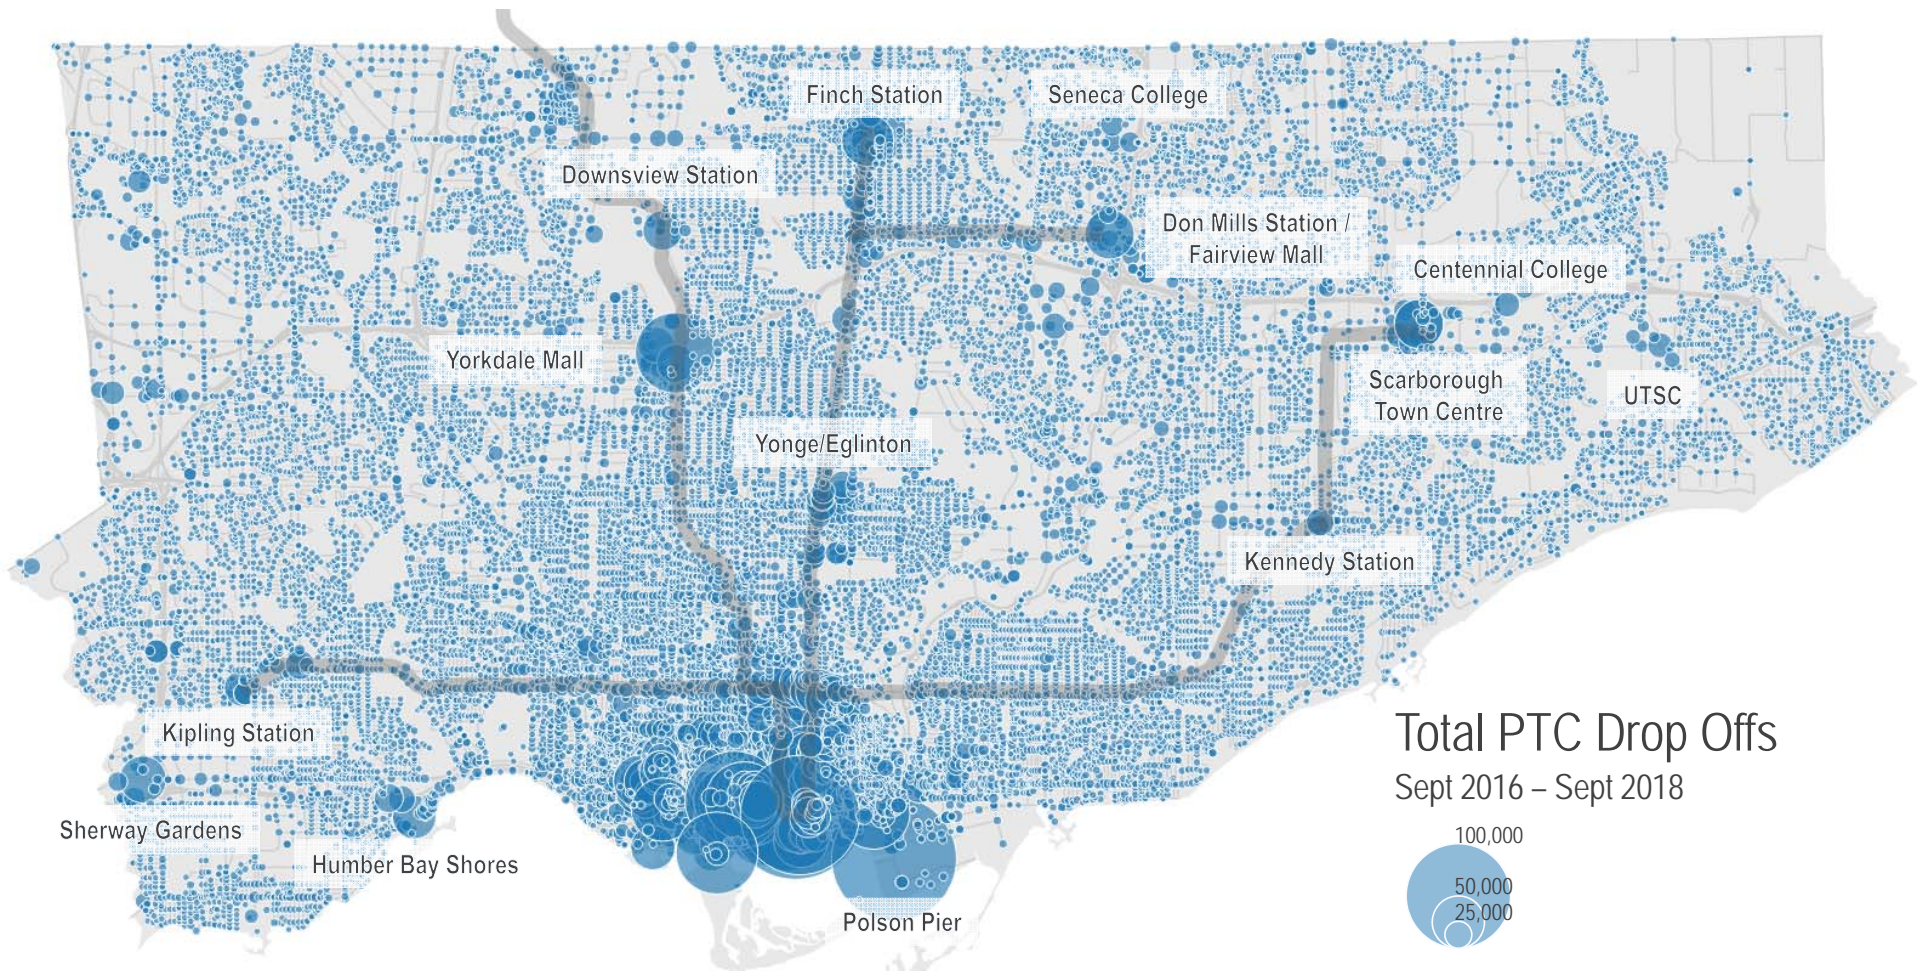 Finch Station
Seneca College
Downsview Station
Don Mills Station /
Fairview Mall
Centennial College
Yorkdale Mall
Scarborough
Town Centre
UTSC
Yonge/Eglinton
Kennedy Station
Kipling Station
Sherway Gardens
Humber Bay Shores
Polson Pier
Total PTC Drop Offs
Sept 2016 – Sept 2018
100,000
50,000
25,000